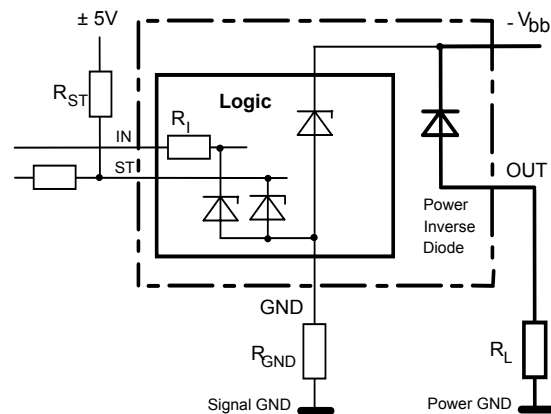 ± 5V
- Vbb
RST
Logic
IN
RI
ST
OUT
Power
Inverse
Diode
GND
RGND
RL
Signal GND
Power GND